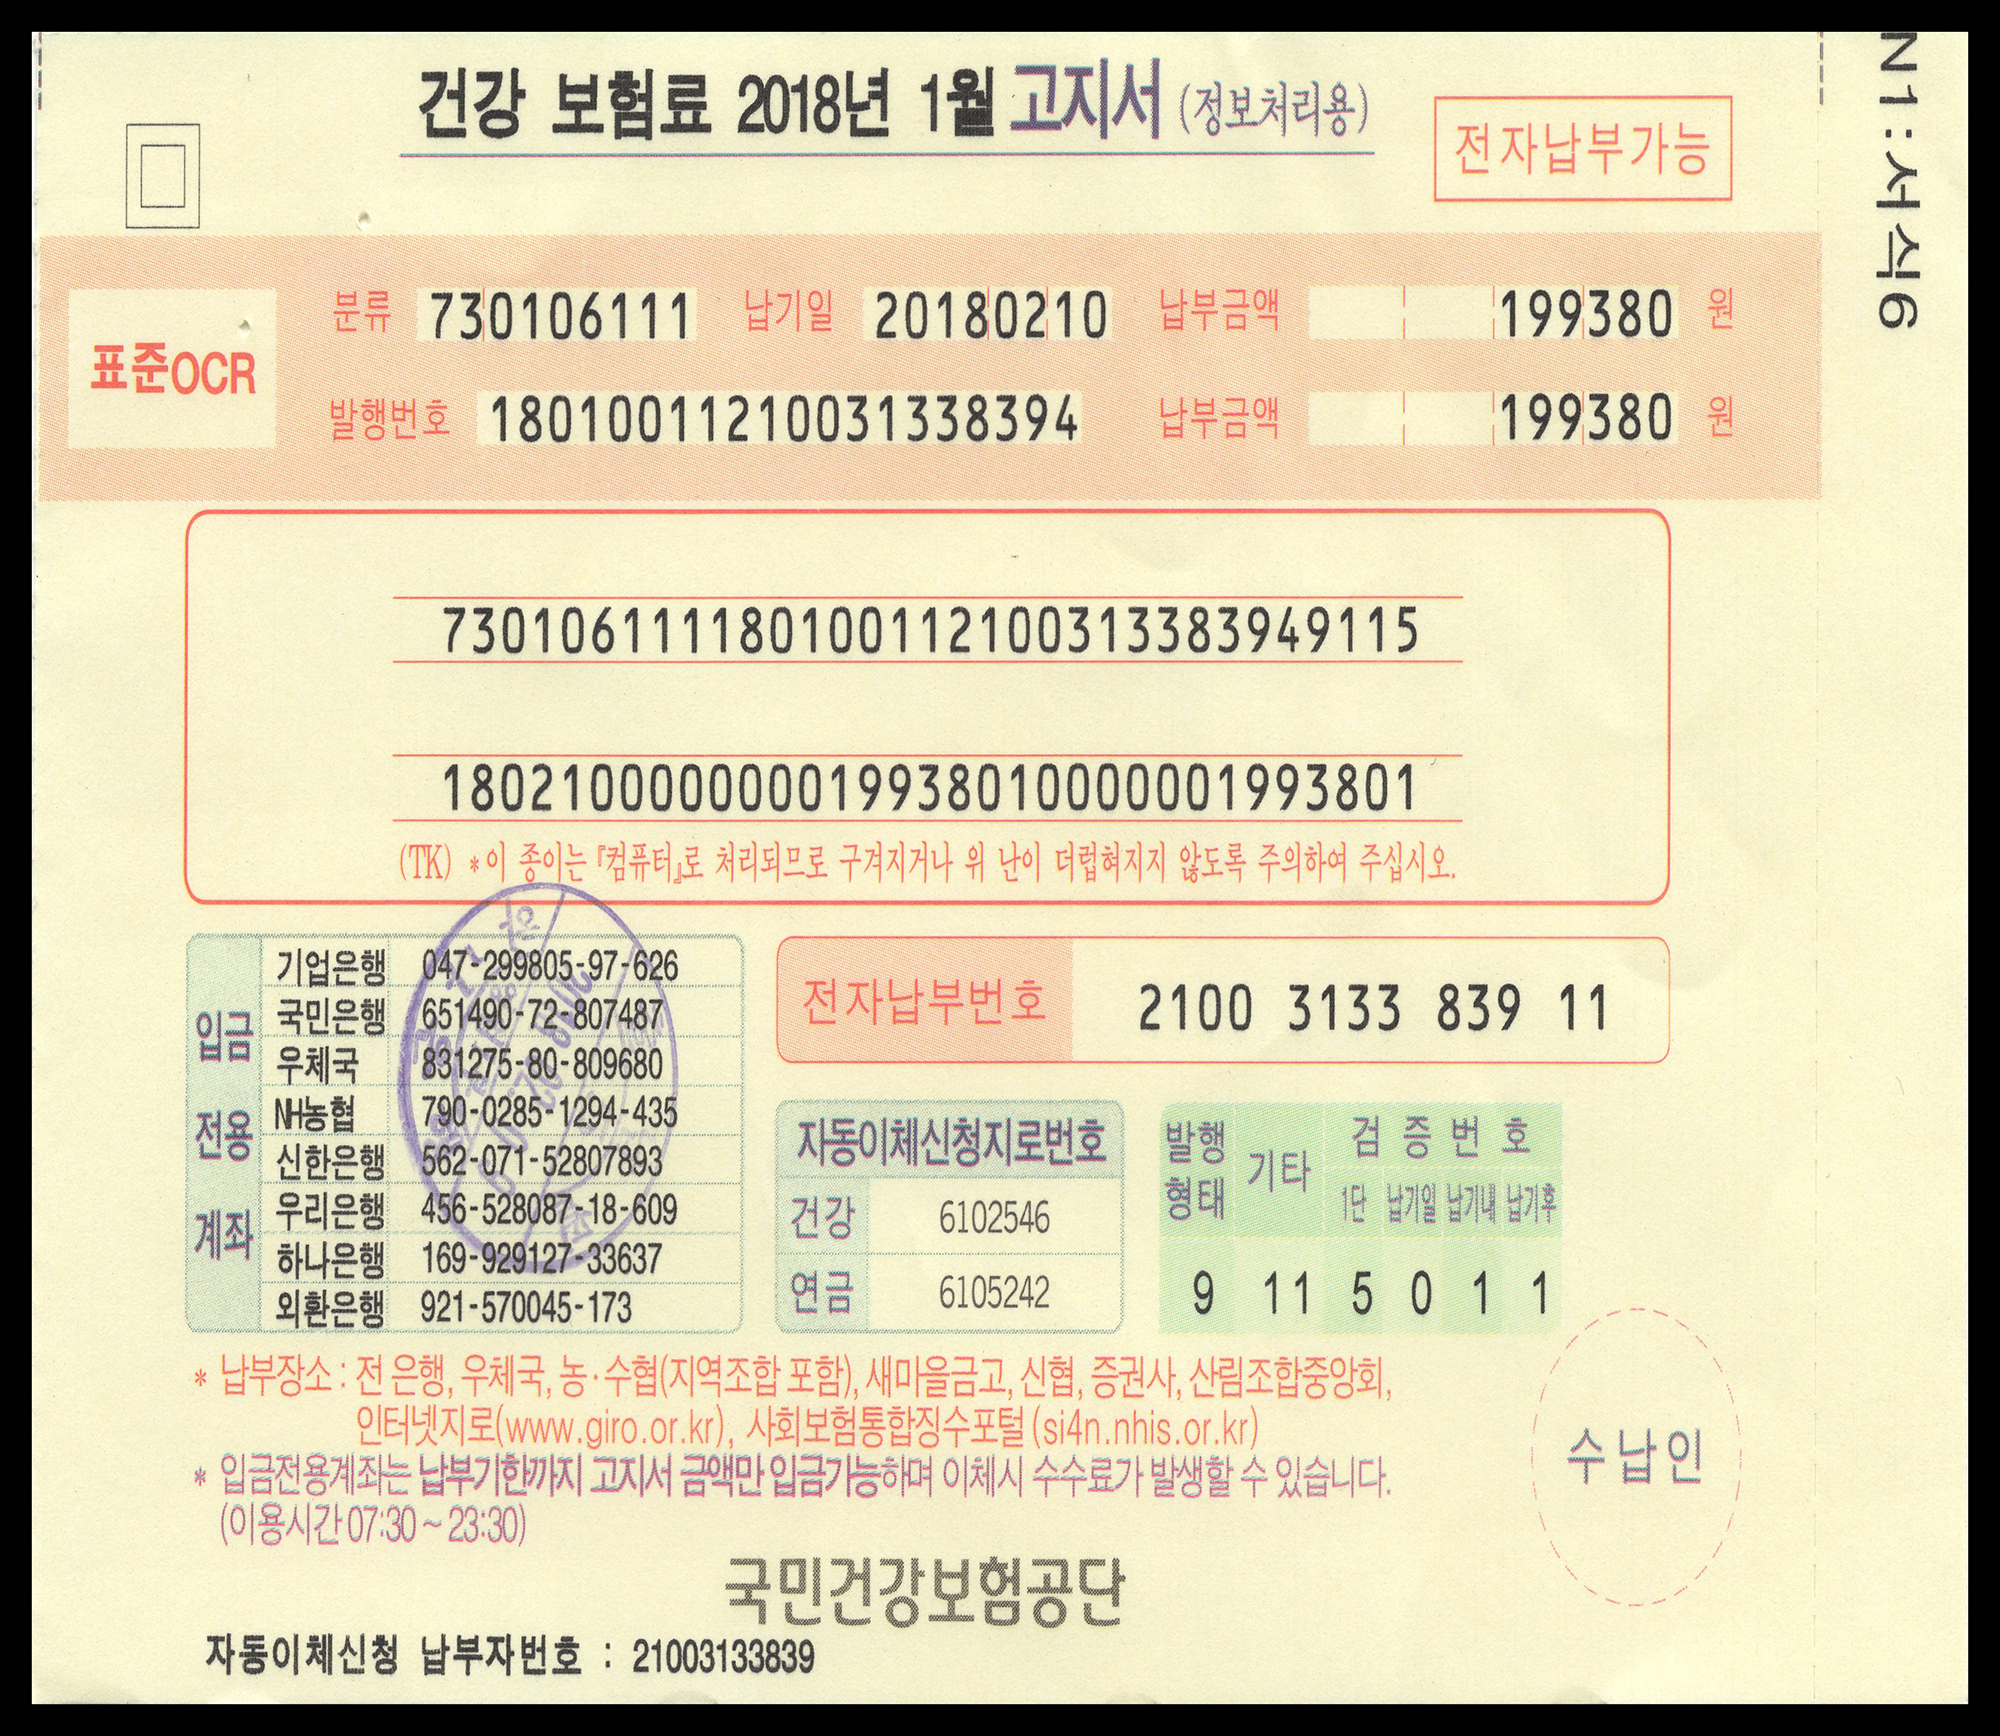 건강 보험료 2018년 1월 고지서 (정보처리용)
전자납부가능
N1:서식6
표준OCR
분류 730106111 납기일 20180210 납부금액 199380 원
발행번호 18010011210031338394 납부금액 199380 원
730106111180100112100313383949115
180210000000019938010000001993801
(TK) *이 종이는 『컴퓨터』로 처리되므로 구겨지거나 위 난이 더럽혀지지 않도록 주의하여 주십시오.
입금 전용 계좌
기업은행 047-299805-97-626
국민은행 651490-72-807487
우체국 831275-80-809680
NH농협 790-0285-1294-435
신한은행 562-071-52807893
우리은행 456-528087-18-609
하나은행 169-929127-33637
외환은행 921-570045-173
전자납부번호 2100 3133 839 11
자동이체신청지로번호
건강 6102546
연금 6105242
발행형태 기타 검증번호
1단 납기일 납기내 납기후
9 11 5 0 1 1
* 납부장소 : 전 은행, 우체국, 농·수협(지역조합 포함), 새마을금고, 신협, 증권사, 산림조합중앙회,
인터넷지로(www.giro.or.kr), 사회보험통합징수포털(si4n.nhis.or.kr)
* 입금전용계좌는 납부기한까지 고지서 금액만 입금가능하며 이체시 수수료가 발생할 수 있습니다.
(이용시간 07:30 ~ 23:30)
수납인
국민건강보험공단
자동이체신청 납부자번호 : 21003133839